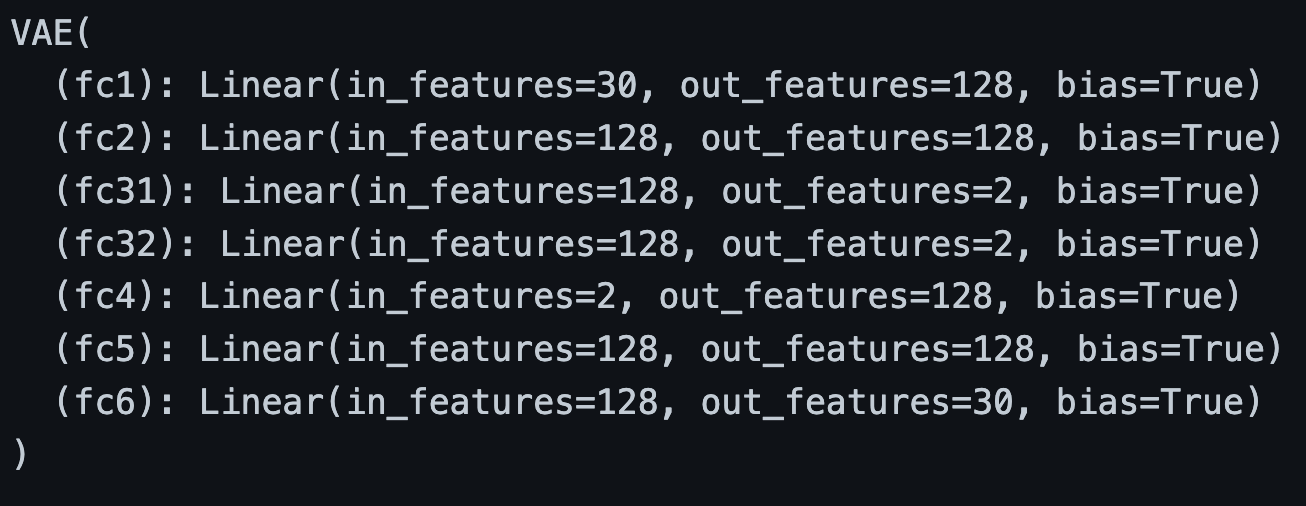 VAE(
  (fc1): Linear(in_features=30, out_features=128, bias=True)
  (fc2): Linear(in_features=128, out_features=128, bias=True)
  (fc31): Linear(in_features=128, out_features=2, bias=True)
  (fc32): Linear(in_features=128, out_features=2, bias=True)
  (fc4): Linear(in_features=2, out_features=128, bias=True)
  (fc5): Linear(in_features=128, out_features=128, bias=True)
  (fc6): Linear(in_features=128, out_features=30, bias=True)
)